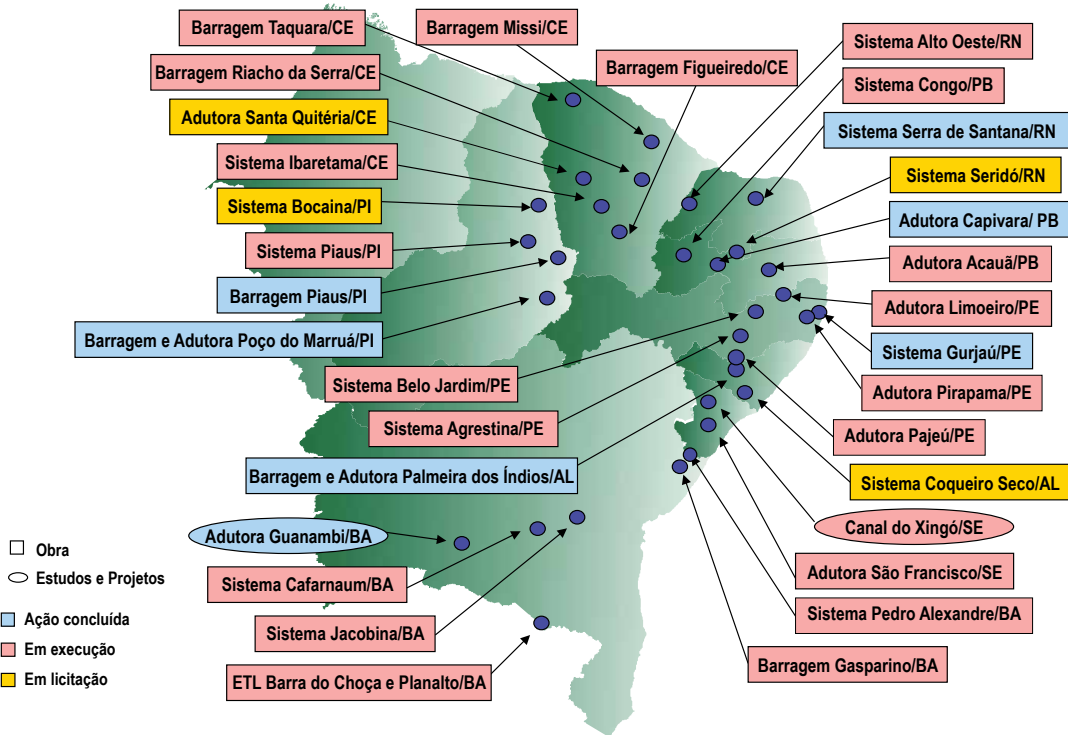 Barragem Taquara/CE
Barragem Missi/CE
Sistema Alto Oeste/RN
Barragem Riacho da Serra/CE
Barragem Figueiredo/CE
Sistema Congo/PB
Adutora Santa Quitéria/CE
Sistema Serra de Santana/RN
Sistema Ibaretama/CE
Sistema Seridó/RN
Sistema Bocaina/PI
Adutora Capivara/ PB
Sistema Piaus/PI
Adutora Acauã/PB
Barragem Piaus/PI
Adutora Limoeiro/PE
Barragem e Adutora Poço do Marruá/PI
Sistema Gurjaú/PE
Sistema Belo Jardim/PE
Adutora Pirapama/PE
Sistema Agrestina/PE
Adutora Pajeú/PE
Barragem e Adutora Palmeira dos Índios/AL
Sistema Coqueiro Seco/AL
Adutora Guanambi/BA
Canal do Xingó/SE
Obra
Estudos e Projetos
Sistema Cafarnaum/BA
Adutora São Francisco/SE
Ação concluída
Sistema Jacobina/BA
Sistema Pedro Alexandre/BA
Em execução
Em licitação
ETL Barra do Choça e Planalto/BA
Barragem Gasparino/BA